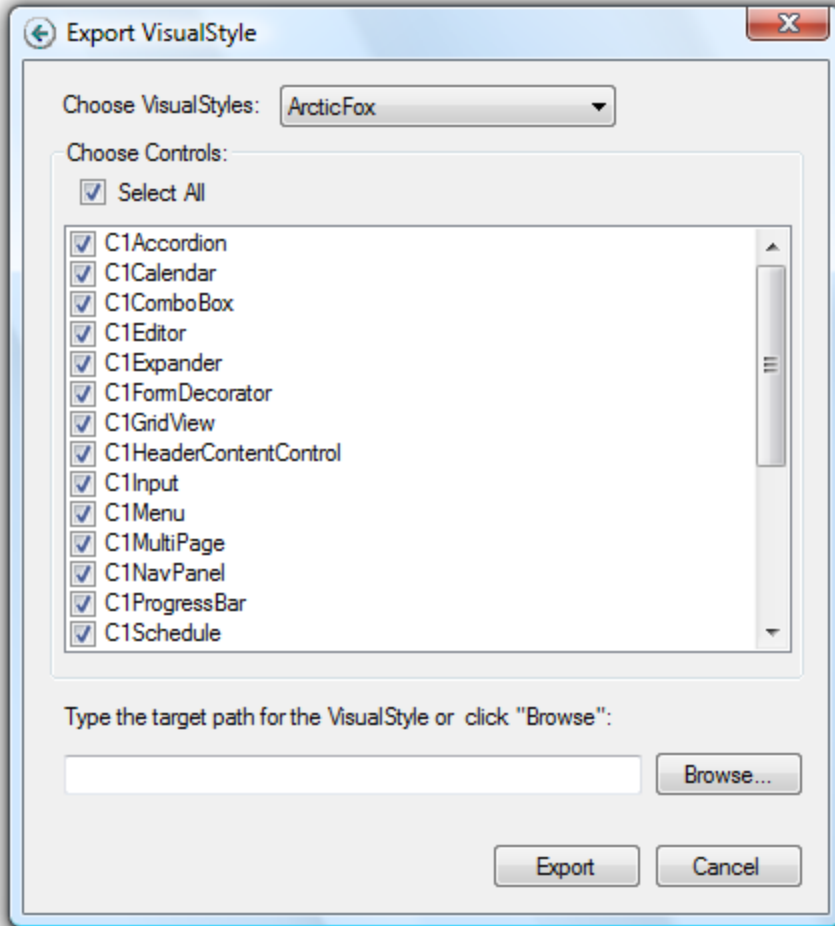 Export VisualStyle
Choose VisualStyles: ArcticFox
Choose Controls:
Select All
C1Accordion
C1Calendar
C1ComboBox
C1Editor
C1Expander
C1FormDecorator
C1GridView
C1HeaderContentControl
C1Input
C1Menu
C1MultiPage
C1NavPanel
C1ProgressBar
C1Schedule
Type the target path for the VisualStyle or click "Browse":
Browse...
Export Cancel